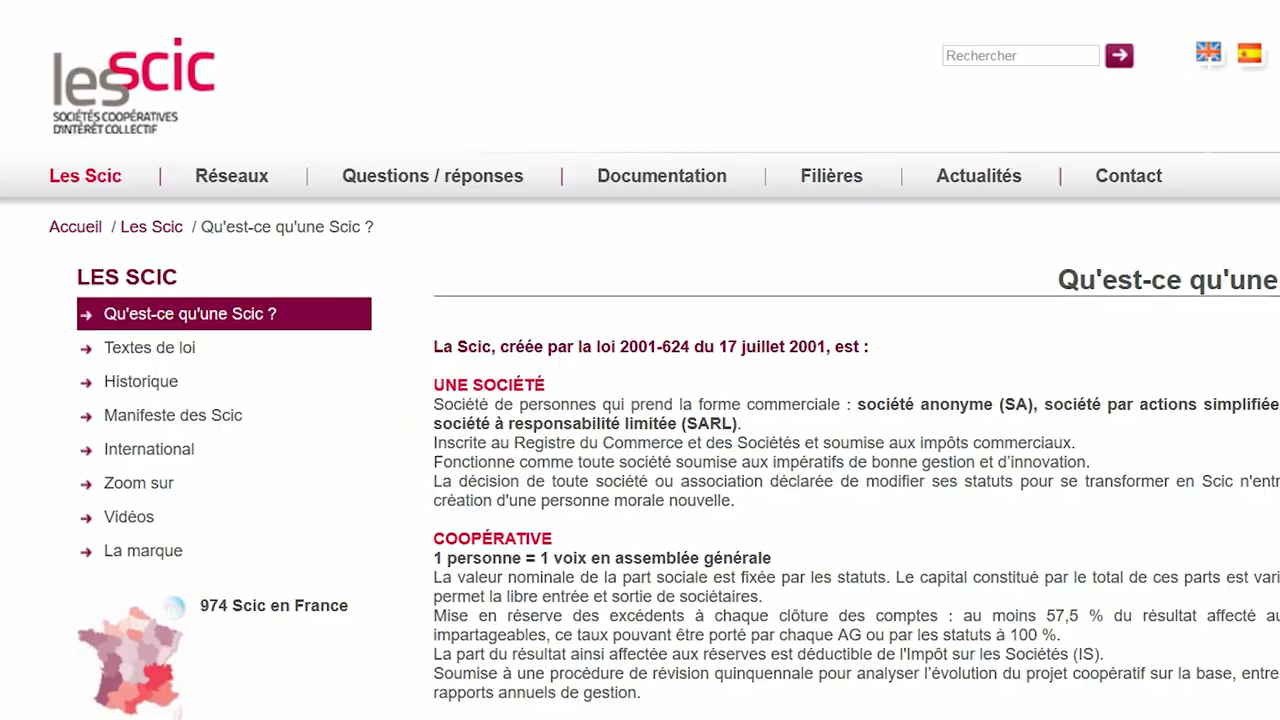 lesscic
SOCIÉTÉS COOPÉRATIVES
D'INTÉRÊT COLLECTIF
Rechercher
Les Scic | Réseaux | Questions / réponses | Documentation | Filières | Actualités | Contact
Accueil / Les Scic / Qu'est-ce qu'une Scic ?
LES SCIC
Qu'est-ce qu'une Scic ?
Textes de loi
Historique
Manifeste des Scic
International
Zoom sur
Vidéos
La marque
974 Scic en France
Qu'est-ce qu'une
La Scic, créée par la loi 2001-624 du 17 juillet 2001, est :
UNE SOCIÉTÉ
Société de personnes qui prend la forme commerciale : société anonyme (SA), société par actions simplifiée
société à responsabilité limitée (SARL).
Inscrite au Registre du Commerce et des Sociétés et soumise aux impôts commerciaux.
Fonctionne comme toute société soumise aux impératifs de bonne gestion et d'innovation.
La décision de toute société ou association déclarée de modifier ses statuts pour se transformer en Scic n'entr
création d'une personne morale nouvelle.
COOPÉRATIVE
1 personne = 1 voix en assemblée générale
La valeur nominale de la part sociale est fixée par les statuts. Le capital constitué par le total de ces parts est vari
permet la libre entrée et sortie de sociétaires.
Mise en réserve des excédents à chaque clôture des comptes : au moins 57,5 % du résultat affecté au
impartageables, ce taux pouvant être porté par chaque AG ou par les statuts à 100 %.
La part du résultat ainsi affectée aux réserves est déductible de l'Impôt sur les Sociétés (IS).
Soumise à une procédure de révision quinquennale pour analyser l'évolution du projet coopératif sur la base, entre
rapports annuels de gestion.